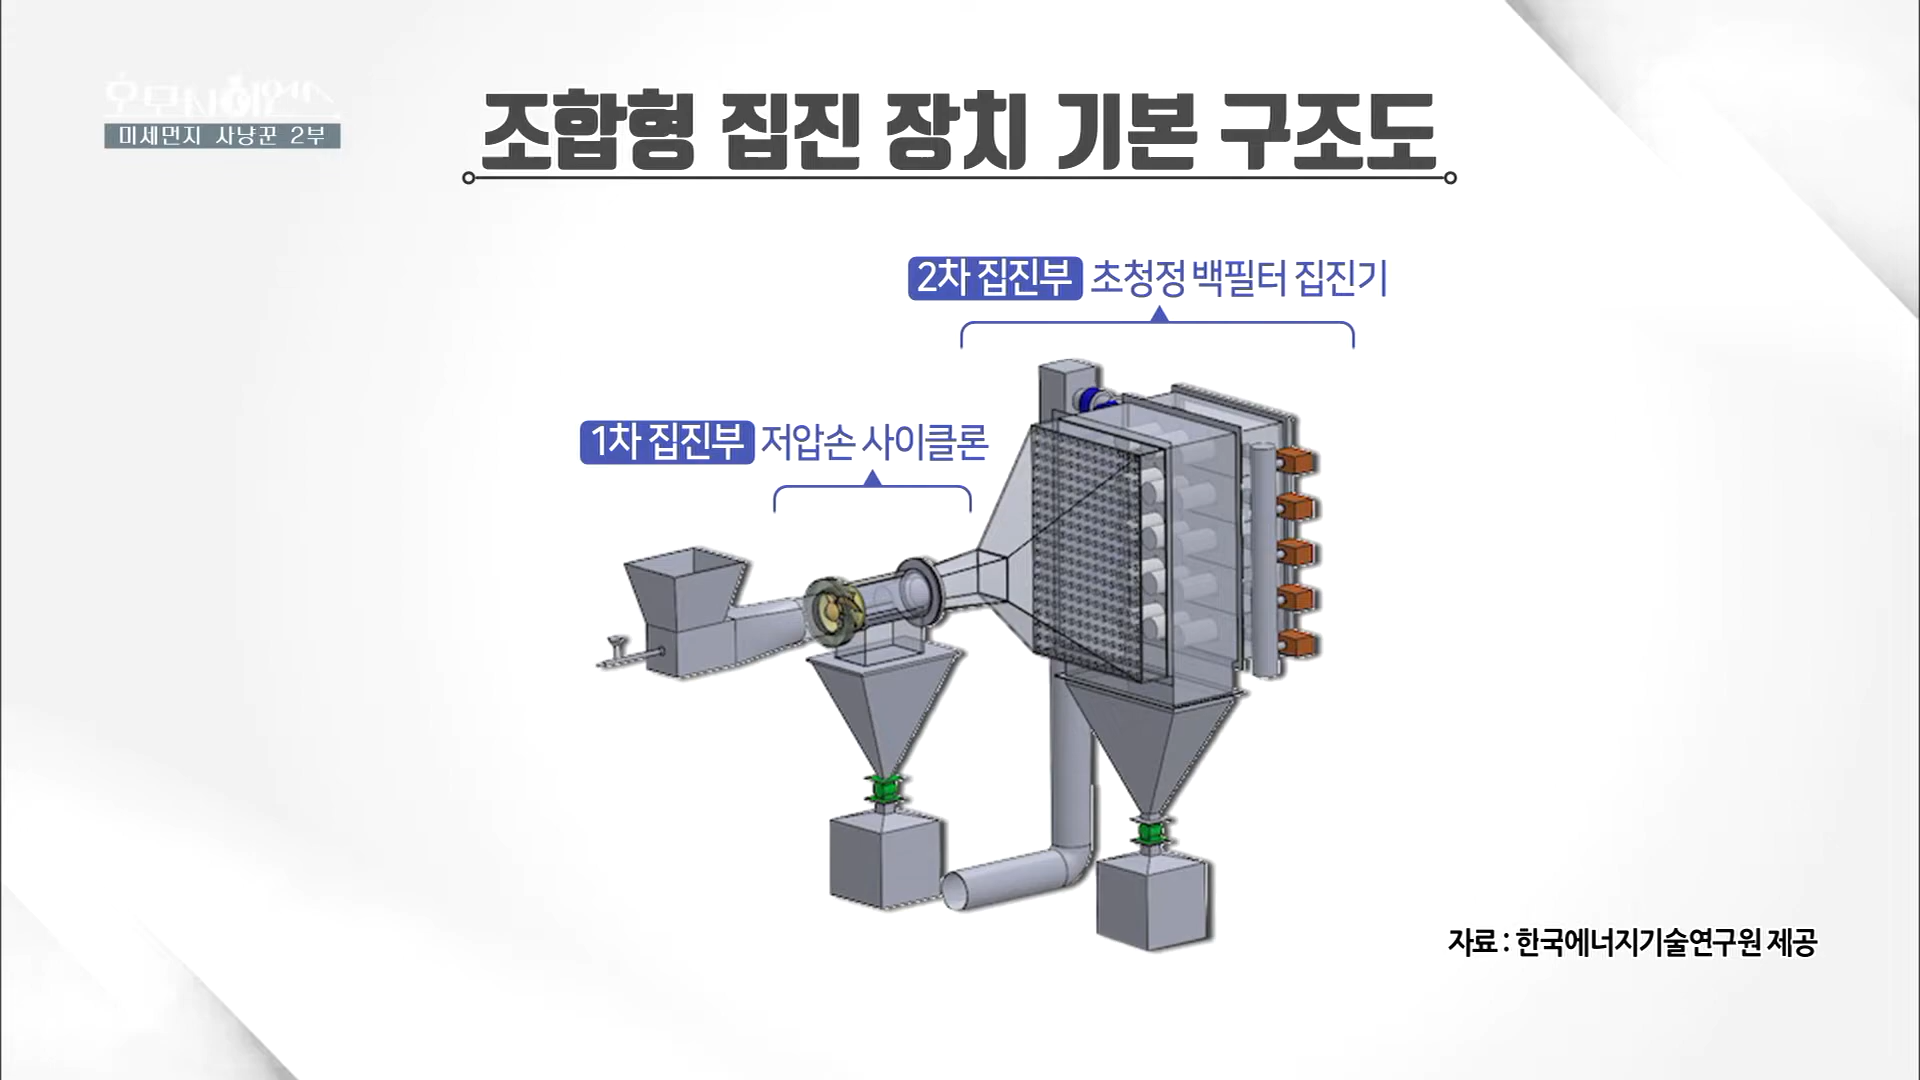 미세먼지 사냥꾼 2부
조합형 집진 장치 기본 구조도
2차 집진부 초청정 백필터 집진기
1차 집진부 저압손 사이클론
자료 : 한국에너지기술연구원 제공